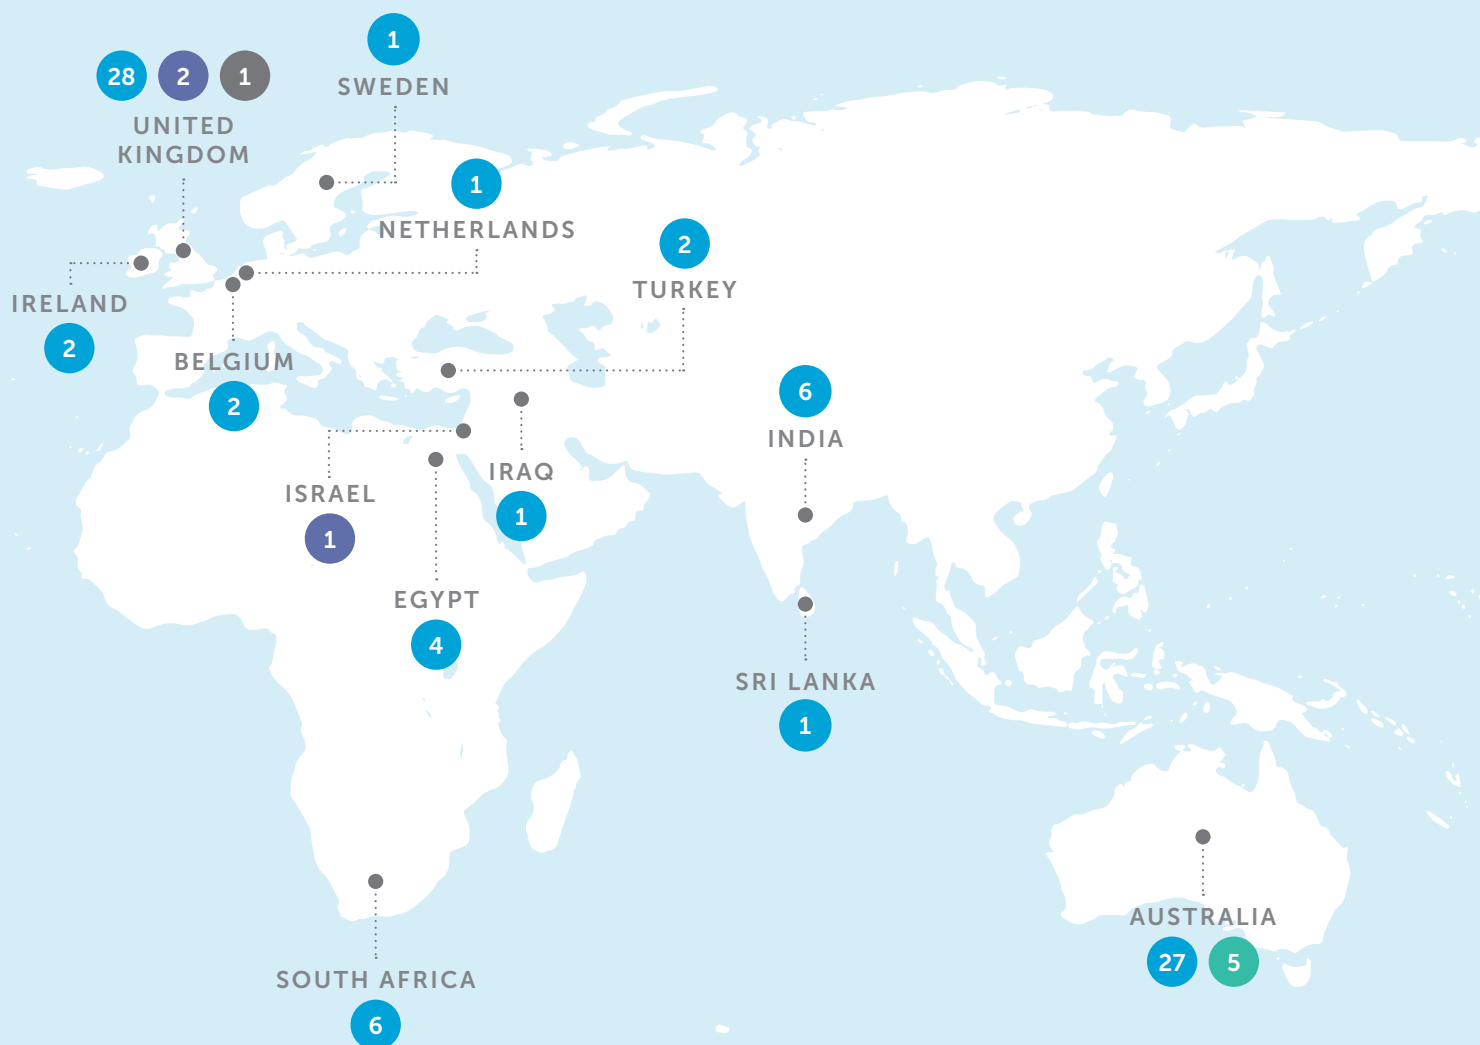 1
SWEDEN
28 2 1
UNITED
KINGDOM
1
NETHERLANDS
2
TURKEY
IRELAND
2
BELGIUM
2
6
INDIA
ISRAEL
1
IRAQ
1
EGYPT
4
SRI LANKA
1
AUSTRALIA
27 5
SOUTH AFRICA
6